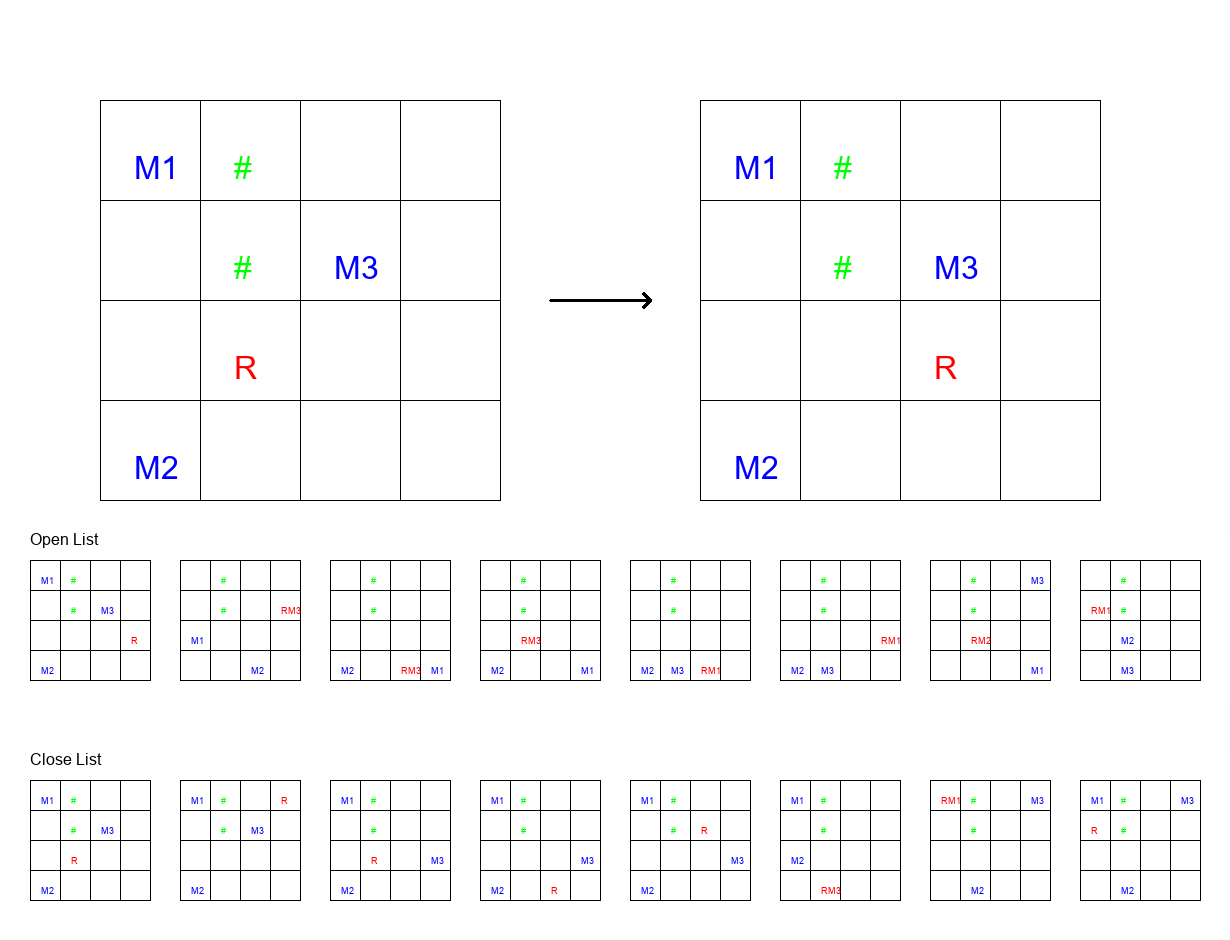 M1 # M1 #
# M3 # M3
R R
M2 M2
Open List
M1 # # # # # # M3 #
# M3 # RM3 # # # # # RM1 #
R M1 RM3 RM1 RM2 M2
M2 M2 M2 RM3 M1 M2 M1 M2 M3 RM1 M2 M3 M1 M3
Close List
M1 # M1 # R M1 # M1 # M1 # M1 # RM1 # M3 M1 # M3
# M3 # M3 # # # R # # R #
R R M3 M3 M3 M2
M2 M2 M2 M2 R M2 RM3 M2 M2